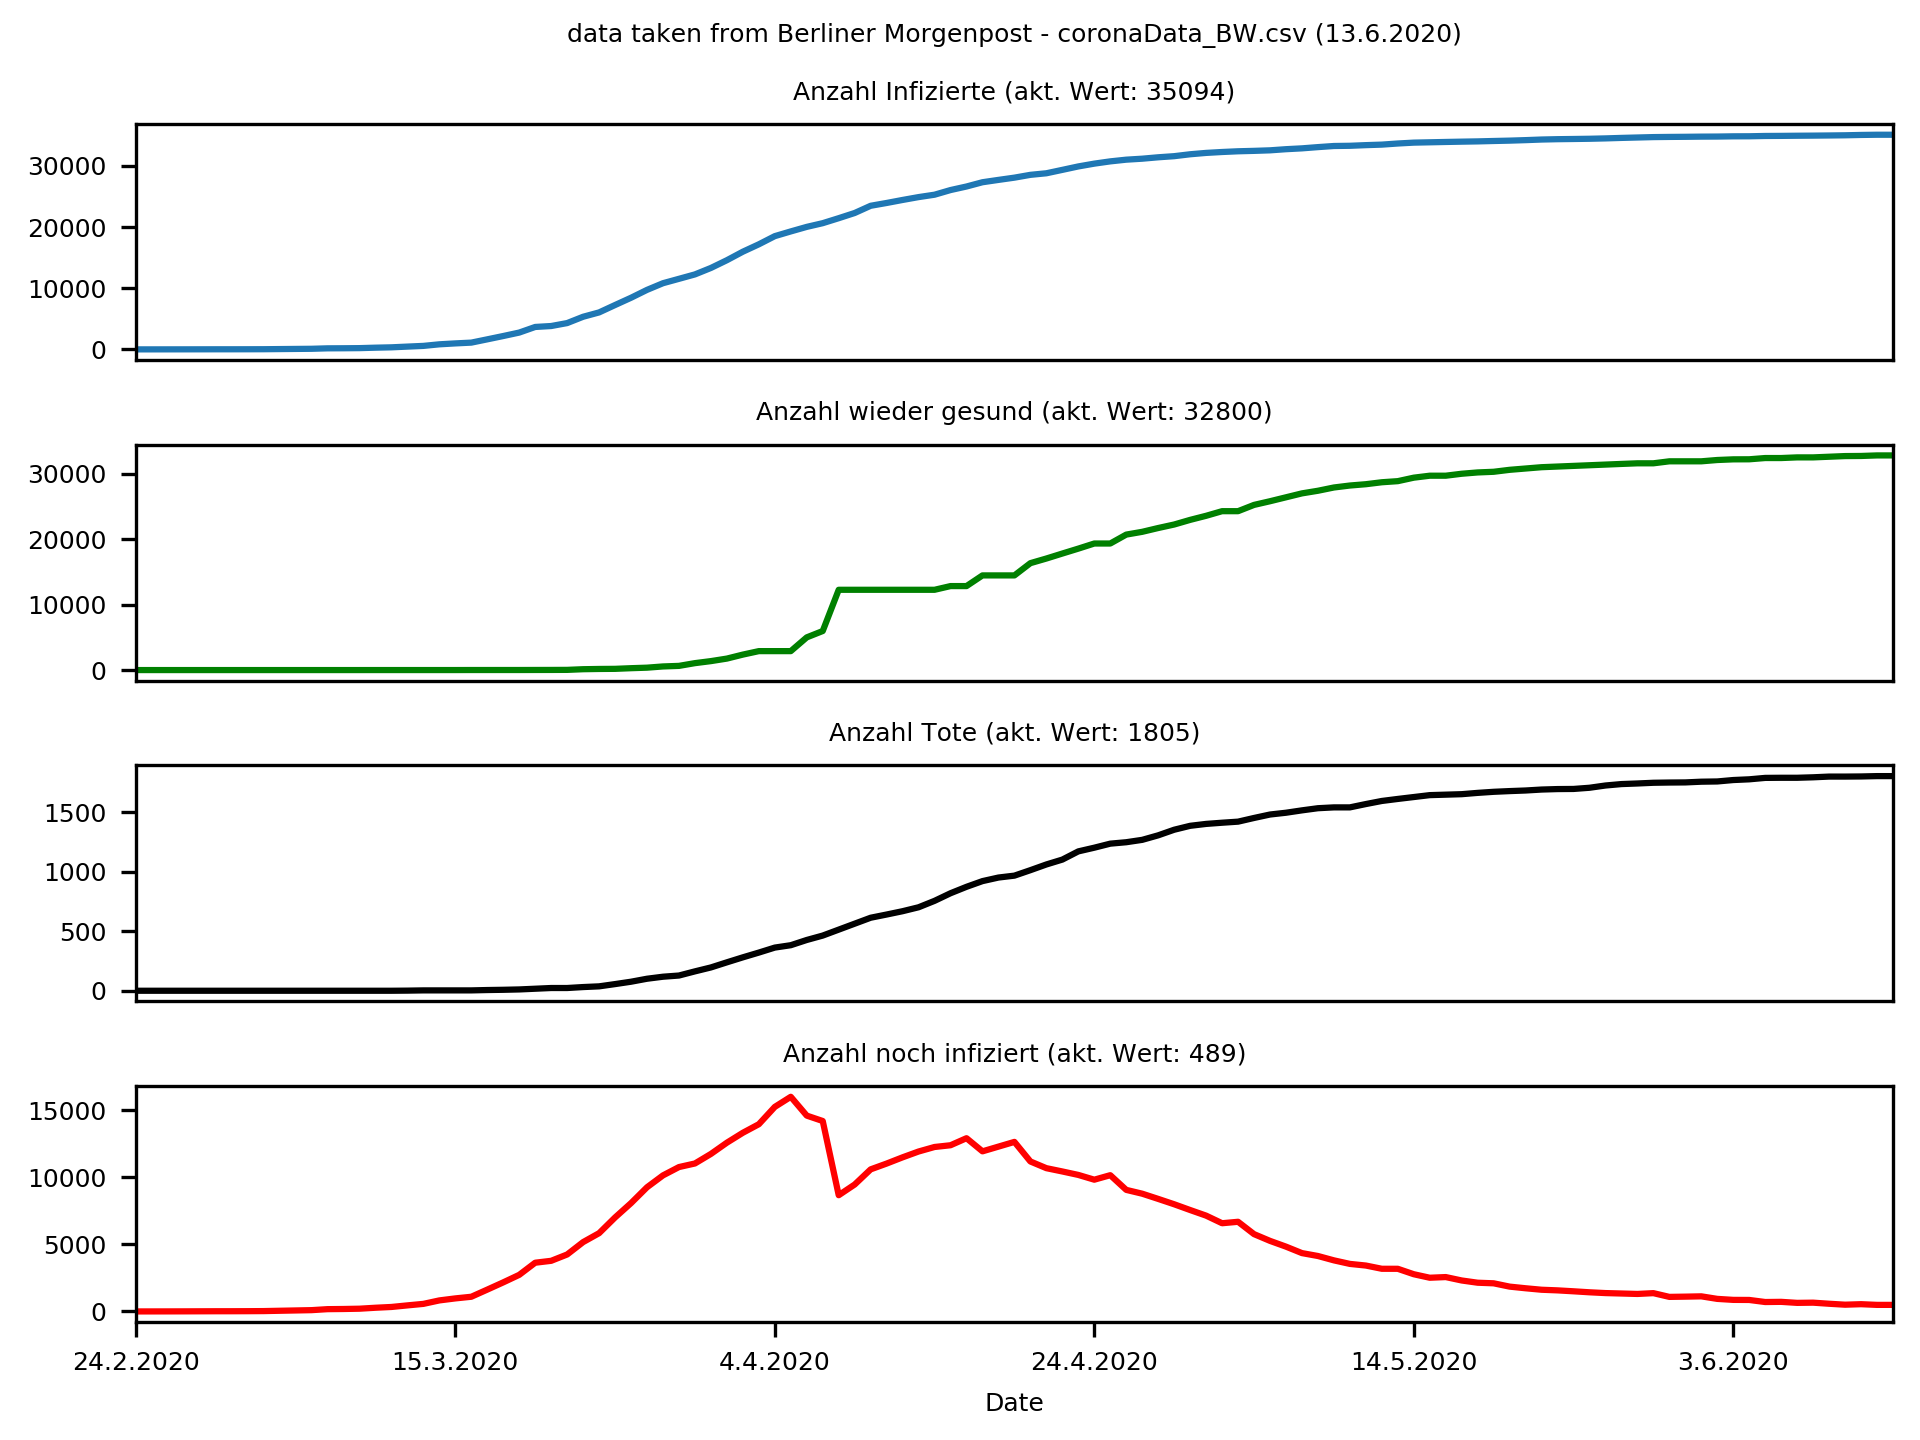 data taken from Berliner Morgenpost - coronaData_BW.csv (13.6.2020)
Anzahl Infizierte (akt. Wert: 35094)
30000
20000
10000
0
Anzahl wieder gesund (akt. Wert: 32800)
30000
20000
10000
0
Anzahl Tote (akt. Wert: 1805)
1500
1000
500
0
Anzahl noch infiziert (akt. Wert: 489)
15000
10000
5000
0
24.2.2020 15.3.2020 4.4.2020 24.4.2020 14.5.2020 3.6.2020
Date